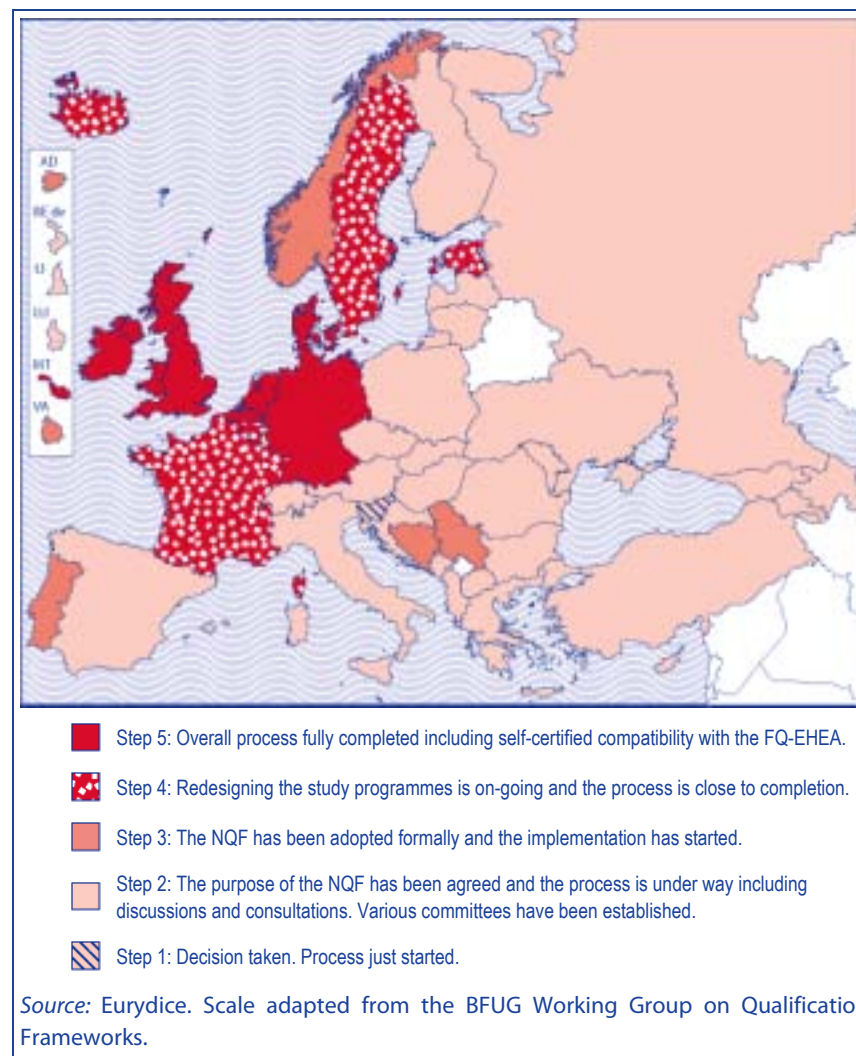 AD
BE_de
LI
LU
MT
VA
Step 5: Overall process fully completed including self-certified compatibility with the FQ-EHEA.
Step 4: Redesigning the study programmes is on-going and the process is close to completion.
Step 3: The NQF has been adopted formally and the implementation has started.
Step 2: The purpose of the NQF has been agreed and the process is under way including
discussions and consultations. Various committees have been established.
Step 1: Decision taken. Process just started.
Source: Eurydice. Scale adapted from the BFUG Working Group on Qualificatio
Frameworks.